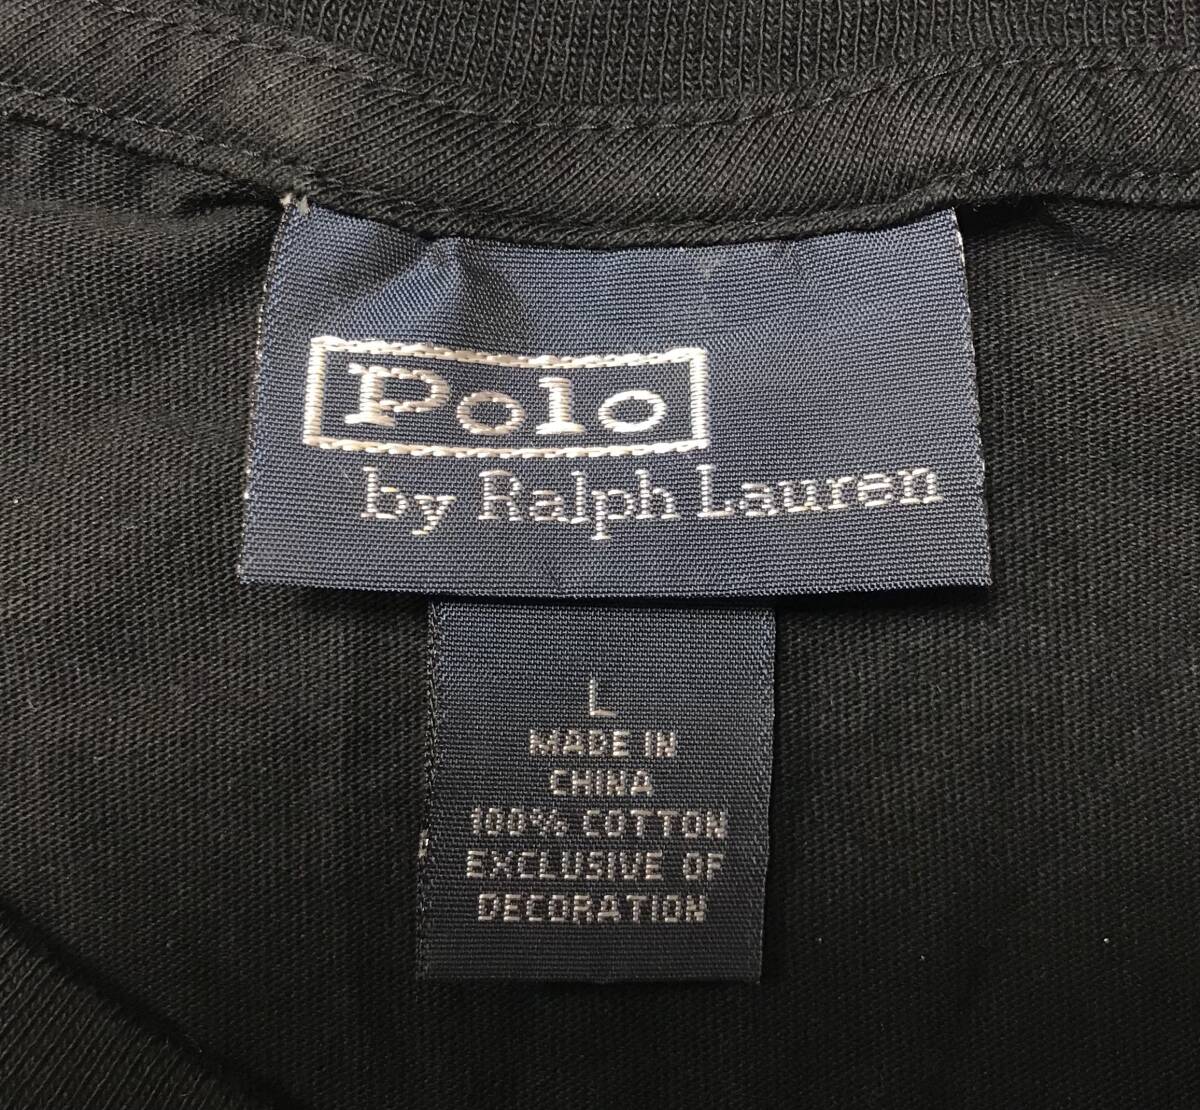 Polo
by Ralph Lauren
L
MADE IN
CHINA
100% COTTON
EXCLUSIVE OF
DECORATION